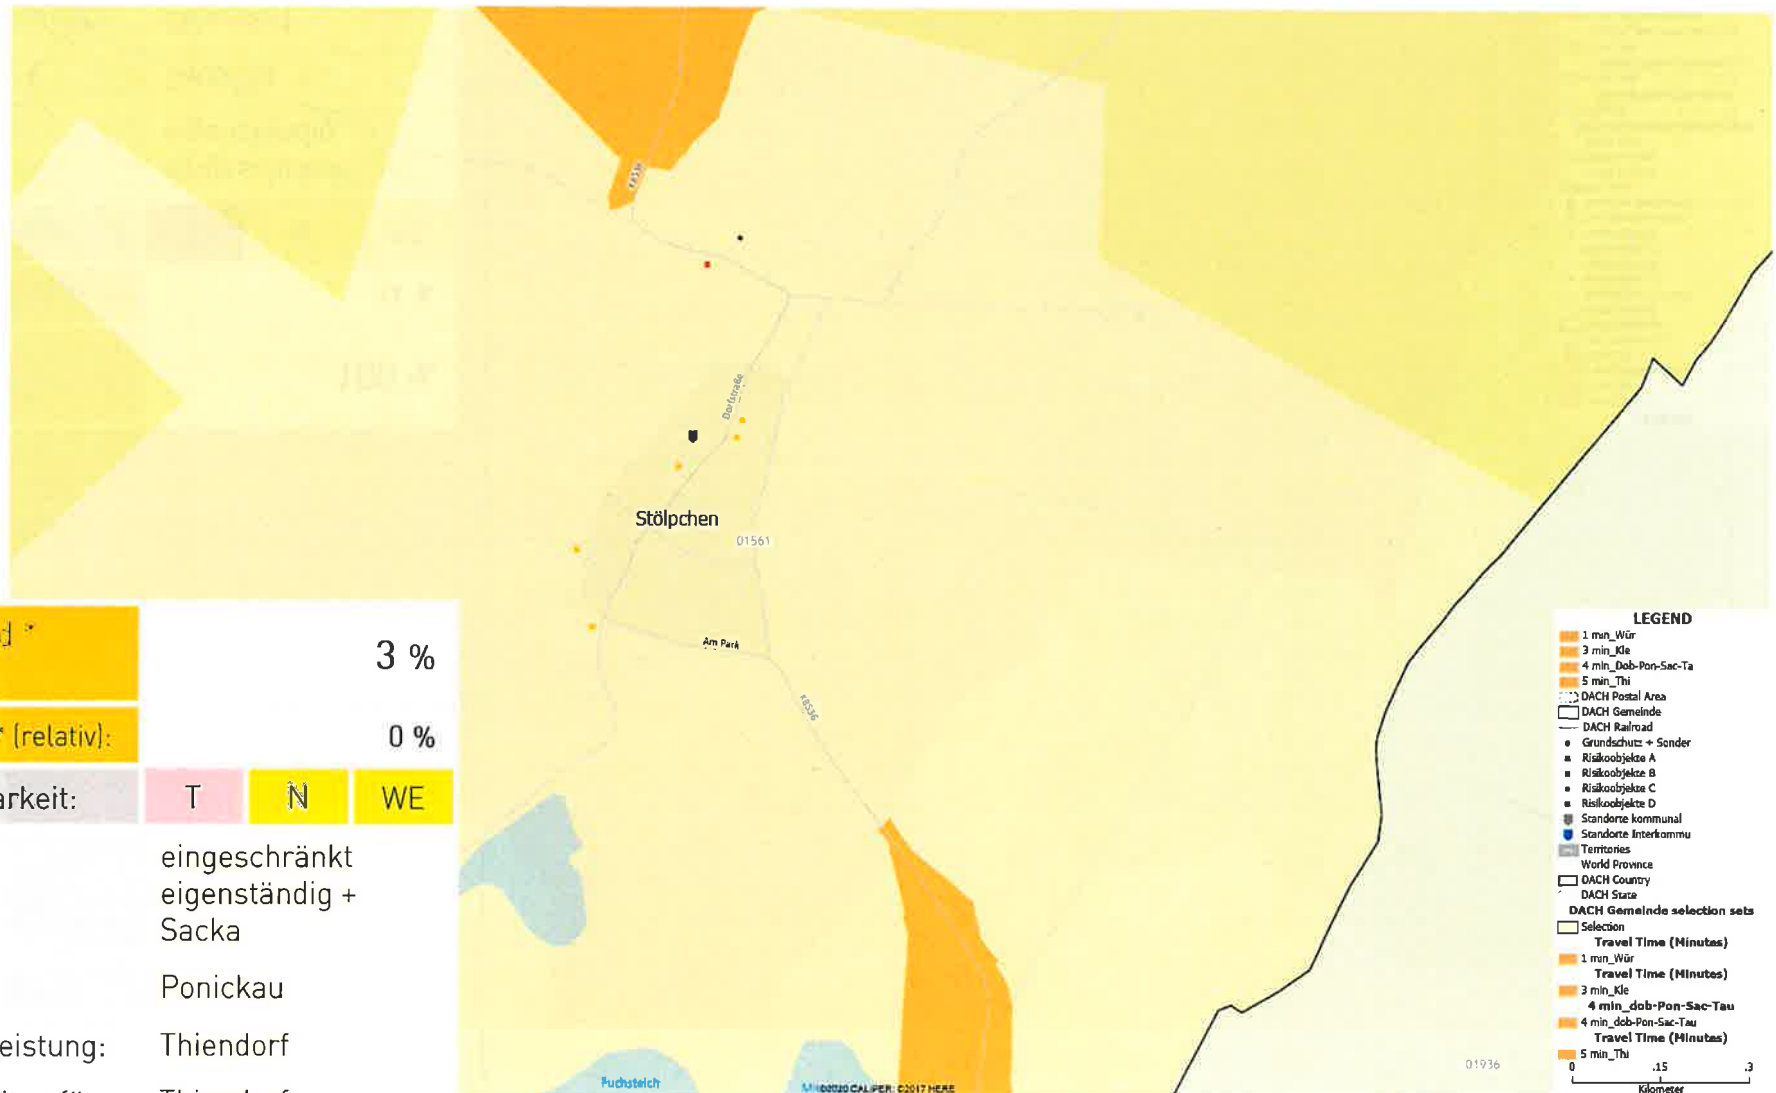 K8536
Dorfstraße
Stölpchen
01561
Am Park
K8536
3 %
* (relativ):
0 %
arkeit:
T
N
WE
eingeschränkt
eigenständig +
Sacka
Ponickau
eistung:
Thiendorf
Fuchsteich
©2020 CALIPER; ©2017 HERE
01936
LEGEND
1 min_Wür
3 min_Kle
4 min_Dob-Pon-Sac-Ta
5 min_Thi
DACH Postal Area
DACH Gemeinde
DACH Railroad
Grundschutz + Sonder
Risikoobjekte A
Risikoobjekte B
Risikoobjekte C
Risikoobjekte D
Standorte kommunal
Standorte Interkommu
Territories
World Province
DACH Country
DACH State
DACH Gemeinde selection sets
Selection
Travel Time (Minutes)
1 min_Wür
Travel Time (Minutes)
3 min_Kle
4 min_dob-Pon-Sac-Tau
4 min_dob-Pon-Sac-Tau
Travel Time (Minutes)
5 min_Thi
0 .15 .3
Kilometer